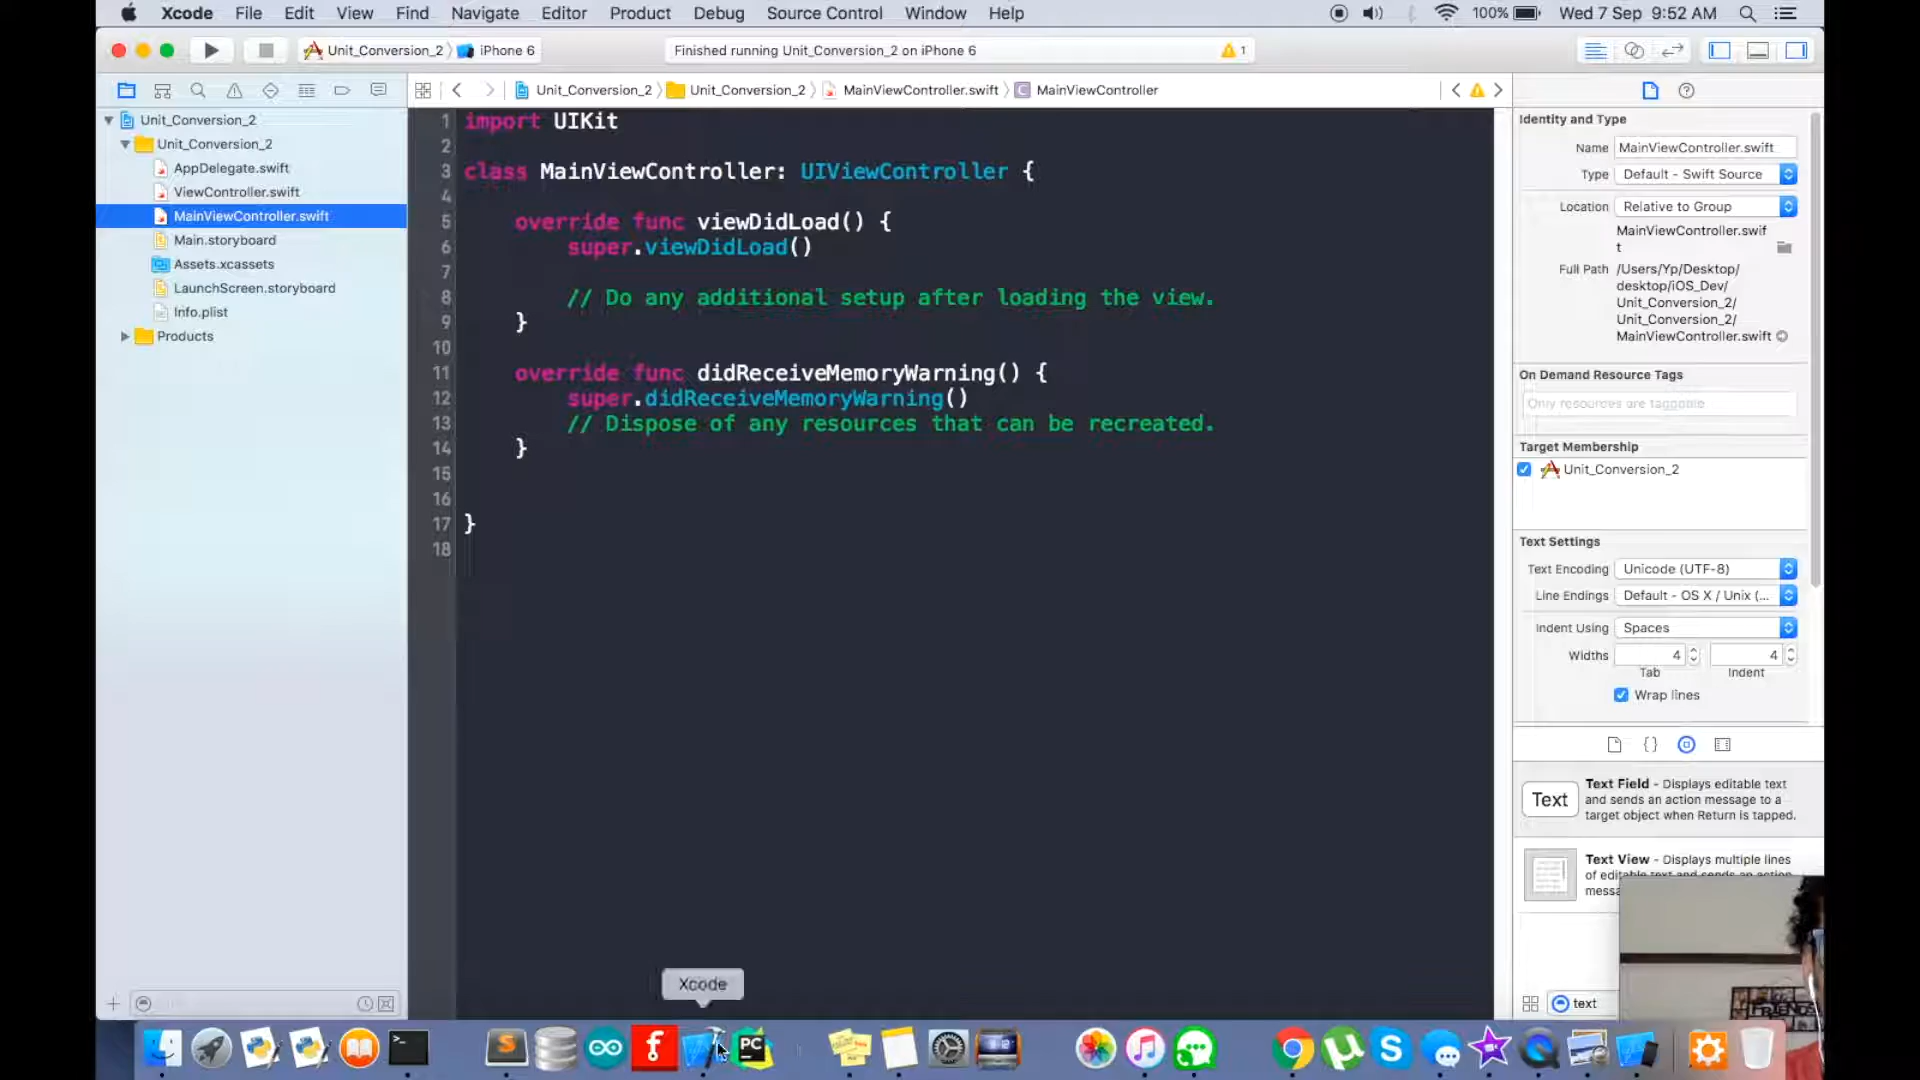 Xcode File Edit View Find Navigate Editor Product Debug Source Control Window Help 100% Wed 7 Sep 9:52 AM
Unit_Conversion_2 iPhone 6 Finished running Unit_Conversion_2 on iPhone 6 1
Unit_Conversion_2 Unit_Conversion_2 MainViewController.swift C MainViewController
Unit_Conversion_2
Unit_Conversion_2
AppDelegate.swift
ViewController.swift
MainViewController.swift
Main.storyboard
Assets.xcassets
LaunchScreen.storyboard
Info.plist
Products
1 import UIKit
2
3 class MainViewController: UIViewController {
4
5 override func viewDidLoad() {
6 super.viewDidLoad()
7
8 // Do any additional setup after loading the view.
9 }
10
11 override func didReceiveMemoryWarning() {
12 super.didReceiveMemoryWarning()
13 // Dispose of any resources that can be recreated.
14 }
15
16
17 }
18
Identity and Type
Name MainViewController.swift
Type Default - Swift Source
Location Relative to Group
MainViewController.swif
t
Full Path /Users/Yp/Desktop/
desktop/iOS_Dev/
Unit_Conversion_2/
Unit_Conversion_2/
MainViewController.swift
On Demand Resource Tags
Only resources are taggable
Target Membership
Unit_Conversion_2
Text Settings
Text Encoding Unicode (UTF-8)
Line Endings Default - OS X / Unix (...
Indent Using Spaces
Widths 4 4
Tab Indent
Wrap lines
{}
Text
Text Field - Displays editable text
and sends an action message to a
target object when Return is tapped.
Text View - Displays multiple lines
of editable text and sends an action
text
Xcode
PC
FRIENDS